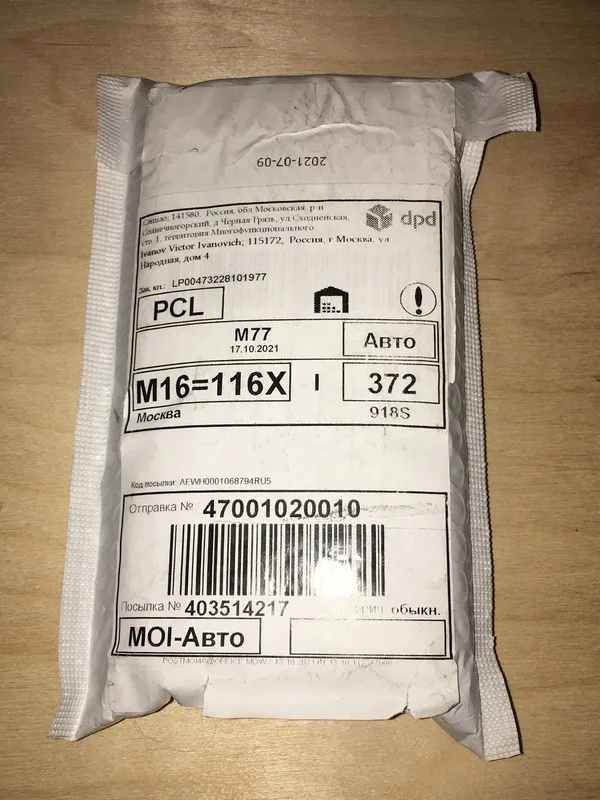 2021-07-09
Cainiao; 141580, Россия, обл Московская, р-н
Солнечногорский, д Черная Грязь, ул Сходненская,
стр. 1, территория Многофункционального
Ivanov Victor Ivanovich; 115172, Россия, г Москва, ул
Народная, дом 4
dpd
Зак. кл.: LP00473228101977
PCL
M77
17.10.2021
Авто
M16=116X I 372
Москва 918S
Код посылки: AEWH0001068794RU5
Отправка № 47001020010
Посылка № 403514217 обыкн.
MOI-Авто